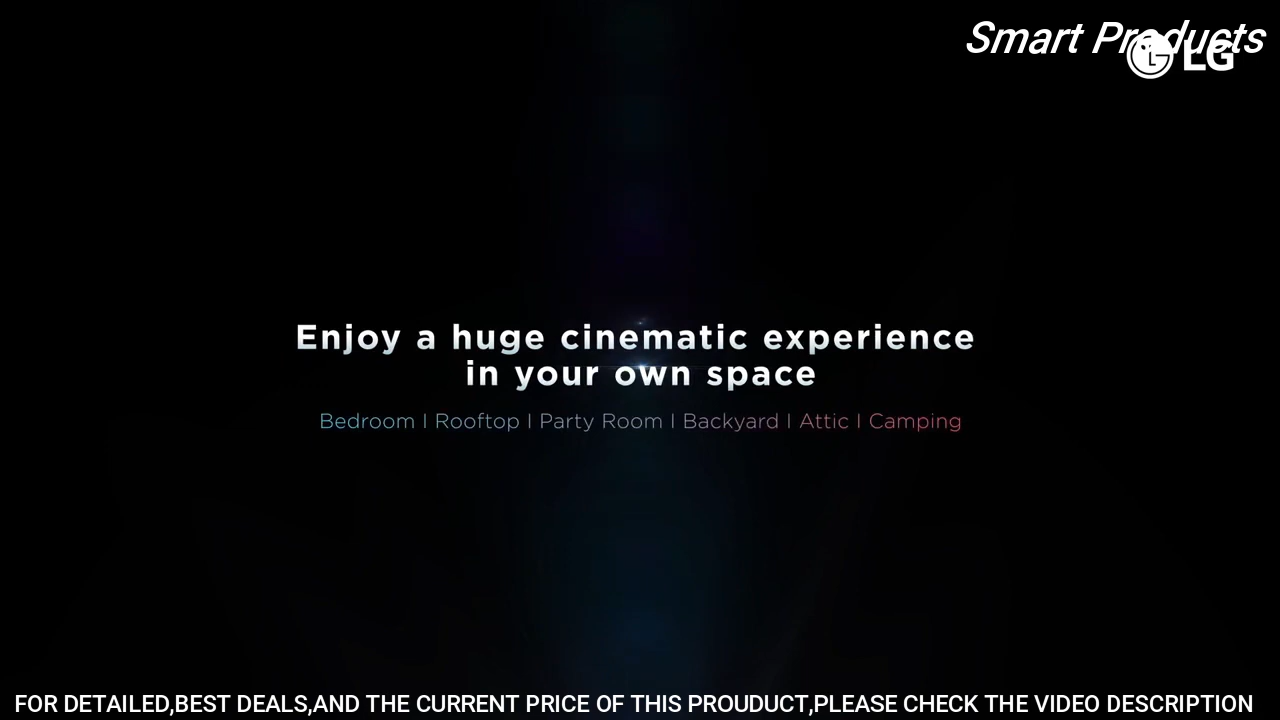 Smart Products
LG
Enjoy a huge cinematic experience
in your own space
Bedroom I Rooftop I Party Room I Backyard I Attic I Camping
FOR DETAILED,BEST DEALS,AND THE CURRENT PRICE OF THIS PROUDUCT,PLEASE CHECK THE VIDEO DESCRIPTION